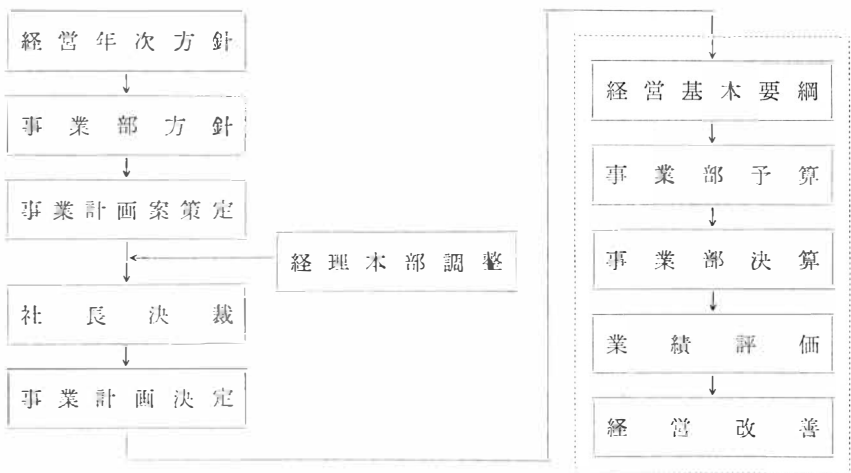 経営年次方針
事業部方針
事業計画案策定
経理本部調整
社長決裁
事業計画決定
経営基本要綱
事業部予算
事業部決算
業績評価
経営改善